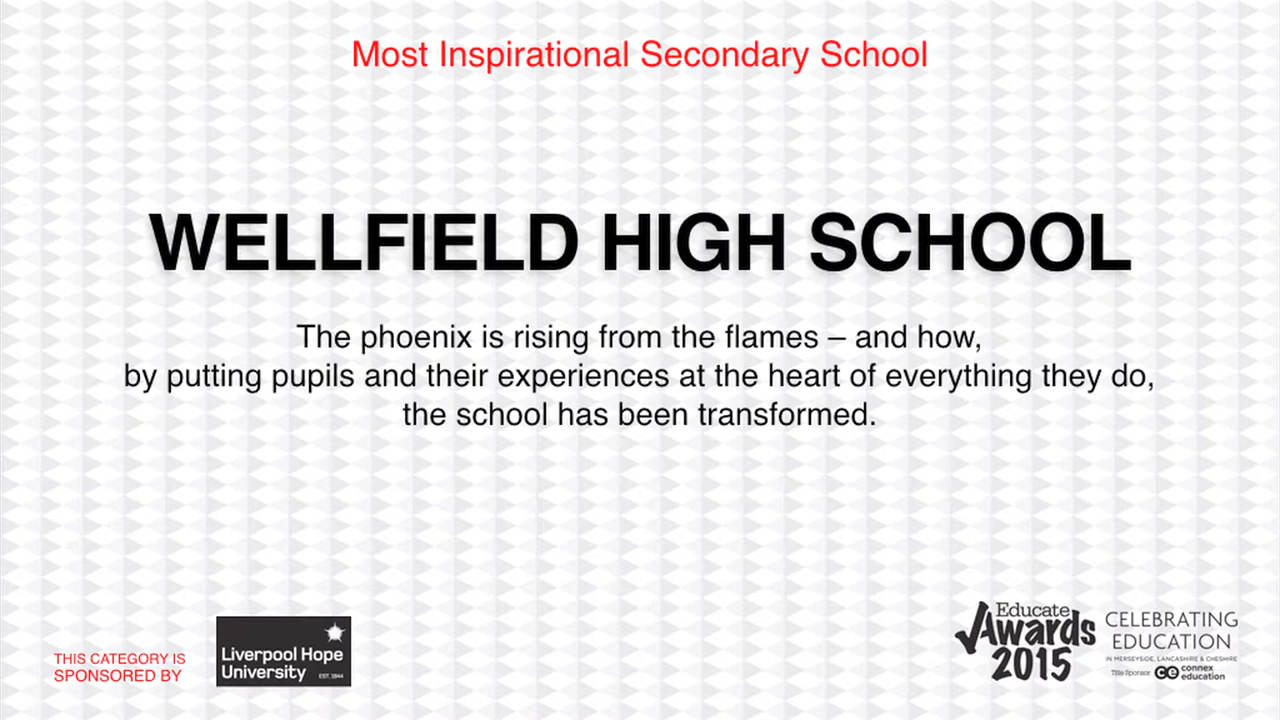 Most Inspirational Secondary School
WELLFIELD HIGH SCHOOL
The phoenix is rising from the flames – and how,
by putting pupils and their experiences at the heart of everything they do,
the school has been transformed.
THIS CATEGORY IS
SPONSORED BY
Liverpool Hope
University
EST. 1844
Educate
Awards
2015
CELEBRATING
EDUCATION
IN MERSEYSIDE, LANCASHIRE & CHESHIRE
Title Sponsor
ce connex
education